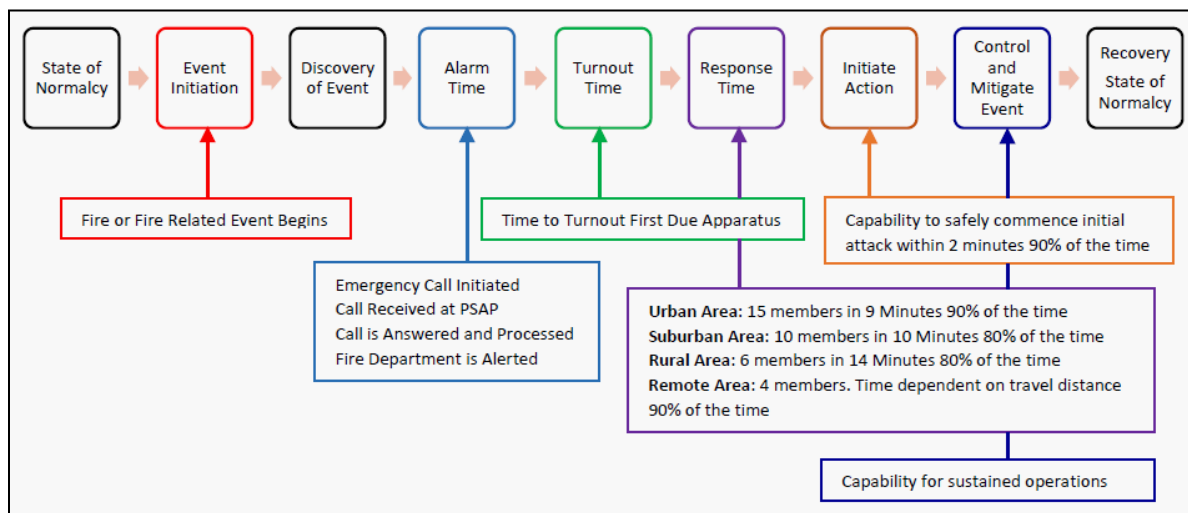 State of
Normalcy
Event
Initiation
Discovery
of Event
Alarm
Time
Turnout
Time
Response
Time
Initiate
Action
Control
and
Mitigate
Event
Recovery
State of
Normalcy
Fire or Fire Related Event Begins
Time to Turnout First Due Apparatus
Capability to safely commence initial
attack within 2 minutes 90% of the time
Emergency Call Initiated
Call Received at PSAP
Call is Answered and Processed
Fire Department is Alerted
Urban Area: 15 members in 9 Minutes 90% of the time
Suburban Area: 10 members in 10 Minutes 80% of the time
Rural Area: 6 members in 14 Minutes 80% of the time
Remote Area: 4 members. Time dependent on travel distance
90% of the time
Capability for sustained operations